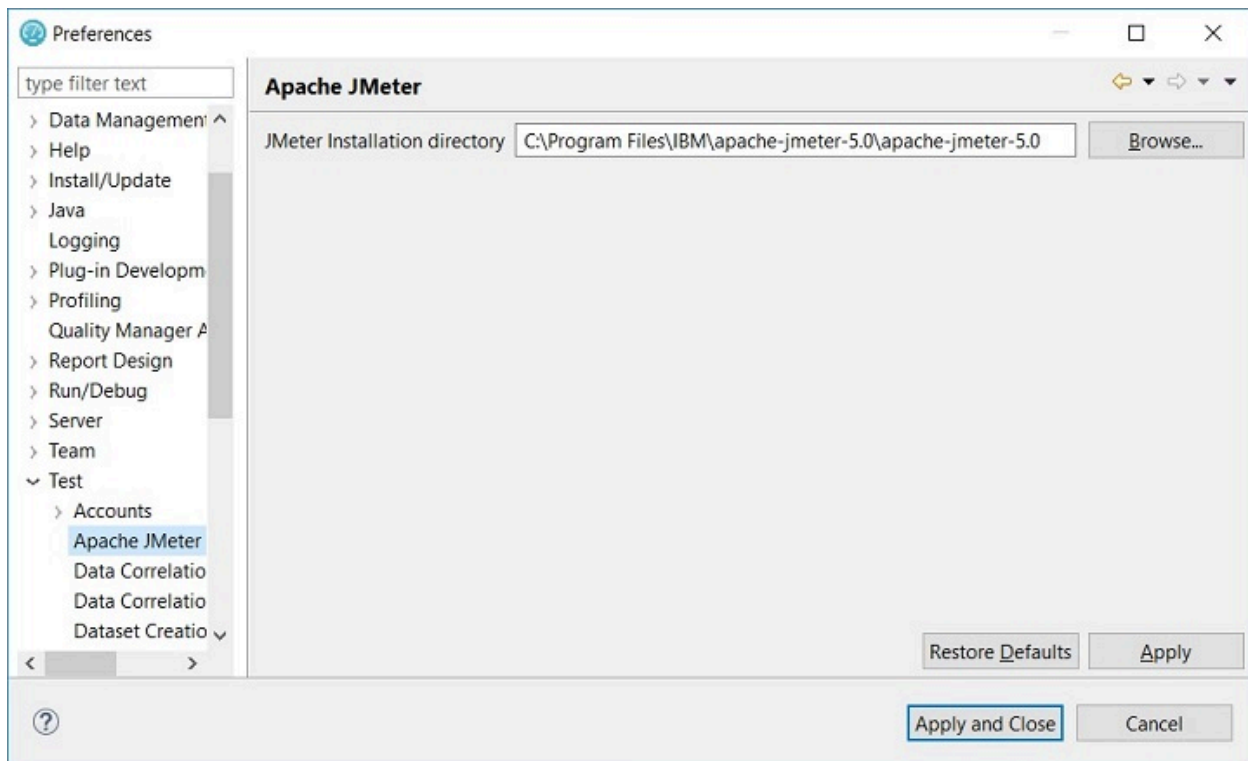 Preferences
type filter text
Data Management
Help
Install/Update
Java
Logging
Plug-in Developm
Profiling
Quality Manager A
Report Design
Run/Debug
Server
Team
Test
Accounts
Apache JMeter
Data Correlatio
Data Correlatio
Dataset Creatio
Apache JMeter
JMeter Installation directory C:\Program Files\IBM\apache-jmeter-5.0\apache-jmeter-5.0 Browse...
Restore Defaults Apply
? Apply and Close Cancel